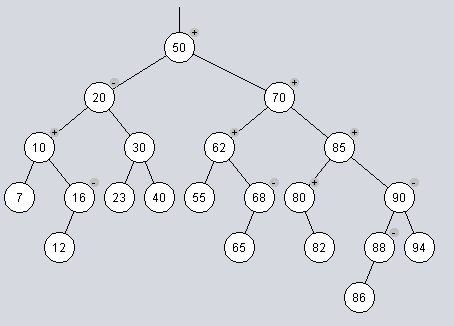 50 +
20 - 70 +
10 + 30 62 + 85 +
7 16 - 23 40 55 68 - 80 + 90 -
12 65 82 88 - 94
86